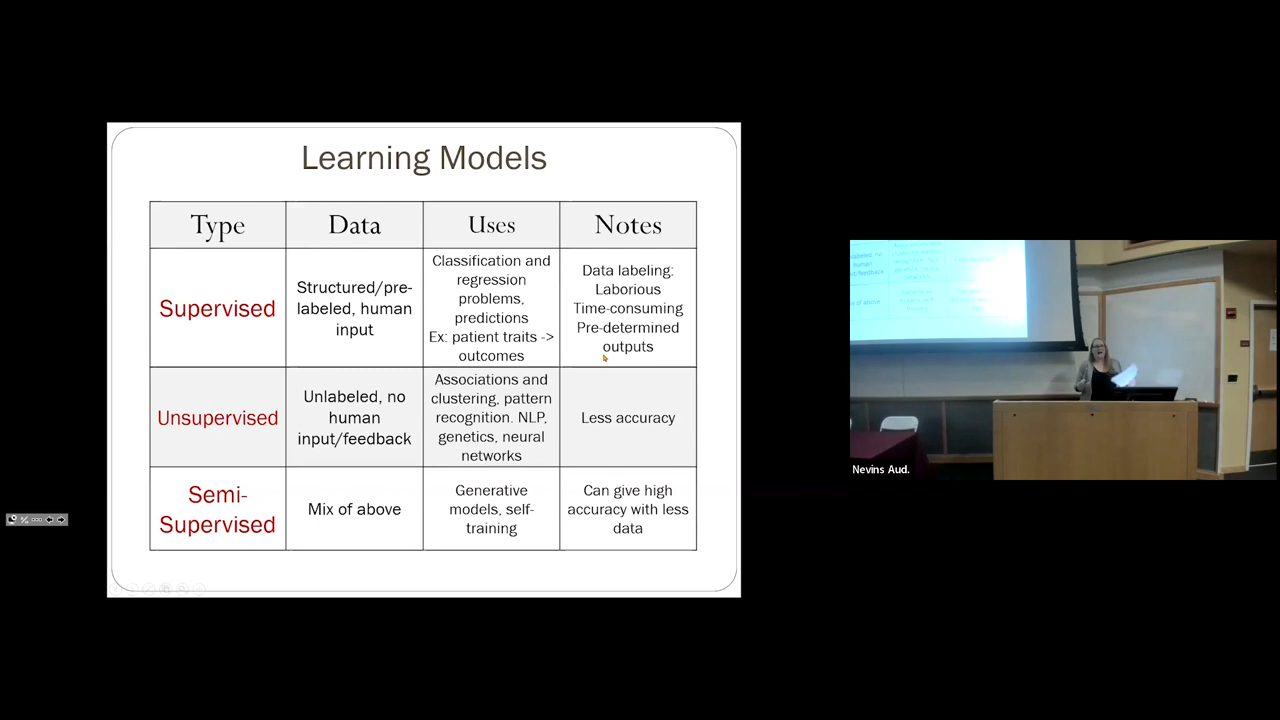 Learning Models
Type
Data
Uses
Notes
Supervised
Structured/pre-
labeled, human
input
Classification and
regression
problems,
predictions
Ex: patient traits ->
outcomes
Data labeling:
Laborious
Time-consuming
Pre-determined
outputs
Unsupervised
Unlabeled, no
human
input/feedback
Associations and
clustering, pattern
recognition. NLP,
genetics, neural
networks
Less accuracy
Semi-
Supervised
Mix of above
Generative
models, self-
training
Can give high
accuracy with less
data
Nevins Aud.